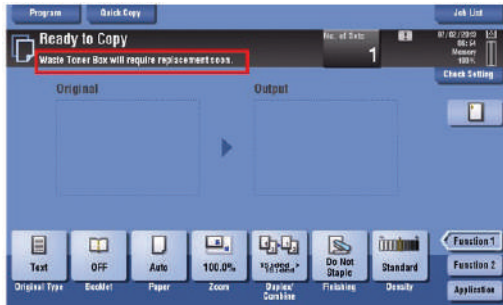 Program
Quick Copy
Job List
Ready to Copy
No. of Sets
1
Waste Toner Box will require replacement soon.
Memory
100%
Check Setting
Original
Output
Text
OFF
Auto
100.0%
Do Not
Staple
Standard
Function 1
Function 2
Original Type
Booklet
Paper
Zoom
Duplex/
Combine
Finishing
Density
Application